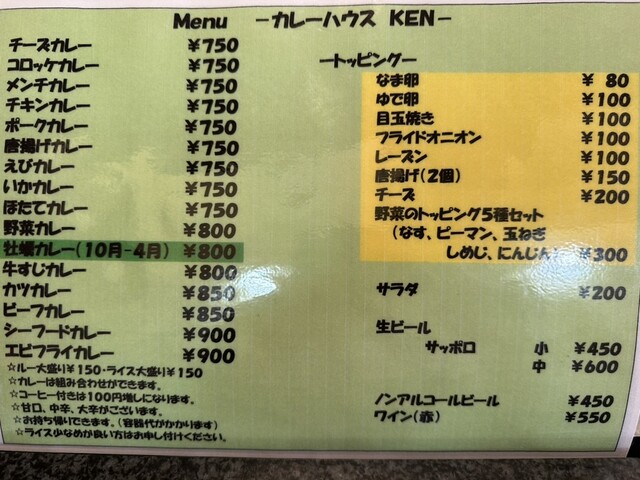 Menu －カレーハウス KEN－
チーズカレー ￥750
コロッケカレー ￥750
メンチカレー ￥750
チキンカレー ￥750
ポークカレー ￥750
唐揚げカレー ￥750
えびカレー ￥750
いかカレー ￥750
ほたてカレー ￥750
野菜カレー ￥800
牡蠣カレー（10月-4月） ￥800
牛すじカレー ￥800
カツカレー ￥850
ビーフカレー ￥850
シーフードカレー ￥900
エビフライカレー ￥900
☆ルー大盛り￥150・ライス大盛り￥150
☆カレーは組み合わせができます。
☆コーヒー付きは100円増しになります。
☆甘口、中辛、大辛がございます。
☆お持ち帰りできます。（容器代がかかります）
☆ライス少なめが良い方はお申し付けください。
－トッピング－
なま卵 ￥80
ゆで卵 ￥100
目玉焼き ￥100
フライドオニオン ￥100
レーズン ￥100
唐揚げ（2個） ￥150
チーズ ￥200
野菜のトッピング5種セット
（なす、ピーマン、玉ねぎ
しめじ、にんじん） ￥300
サラダ ￥200
生ビール
サッポロ 小 ￥450
中 ￥600
ノンアルコールビール ￥450
ワイン（赤） ￥550